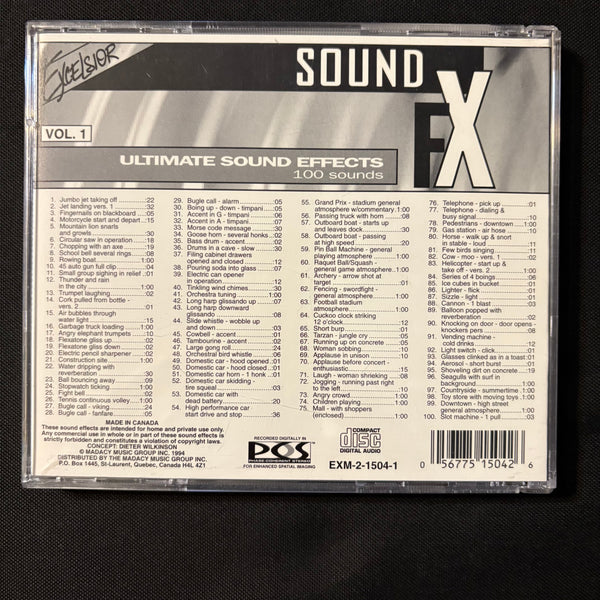 EXCELSIOR
SOUND
FX
VOL. 1
ULTIMATE SOUND EFFECTS
100 sounds
1. Jumbo jet taking off ......:22
2. Jet landing vers. 1 ......:32
3. Fingernails on blackboard ....:05
4. Motorcycle start and depart...:15
5. Mountain lion snarls
and growls......:30
6. Circular saw in operation......:18
7. Chopping with an axe......:19
8. School bell several rings......:08
9. Rowing boat......1:00
10. 45 auto gun full clip......:04
11. Small group sighing in relief :01
12. Thunder and rain
in the city ......1:00
14. Cork pulled from bottle -
vers. 2......:01
15. Air bubbles through
water light ......:15
16. Garbage truck loading......1:00
17. Angry elephant trumpets......:10
18. Flexatone gliss up......:02
19. Flexatone gliss down......:02
20. Electric pencil sharpener ....:02
21. Construction site......1:00
22. Water dripping with
reverberation ......:30
23. Ball bouncing away......:09
24. Stopwatch ticking......1:00
25. Fight bell......:02
26. Tennis continuous volley......1:00
27. Bugle call - viking......:24
28. Bugle call - fanfare ......:05
29. Bugle call - alarm......:05
30. Boing up - down - timpani......:06
31. Accent in G - timpani......:05
32. Accent in A - timpani......:03
33. Morse code message......:30
34. Goose horn - several honks...:02
35. Bass drum - accent......:02
36. Drums in a cave - slow......:30
37. Filing cabinet drawers
opened and closed ......:12
38. Pouring soda into glass......:07
39. Electric can opener
in operation......:12
40. Tinkling wind chimes......:30
41. Orchestra tuning......1:00
42. Long harp glissando up......:07
43. Long harp downward
glissando......:08
44. Slide whistle - wobble up
and down......:03
45. Cowbell - accent......:01
46. Tambourine - accent......:02
47. Large gong roll......:24
48. Orchestral bird whistle ......:06
49. Domestic car - hood opened...:01
50. Domestic car - hood closed...:01
51. Domestic car horn - 1 honk ...:01
52. Domestic car skidding -
tire squeal......:03
53. Domestic car with
dead battery......:20
54. High performance car
start drive and stop ......:36
55. Grand Prix - stadium general
atmosphere w/commentary.1:00
56. Passing truck with horn ......:08
57. Outboard boat - starts up
and leaves dock......:30
58. Outboard boat - passing
at high speed ......:20
59. Pin Ball Machine - general
playing atmosphere ......1:00
60. Raquet Ball/Squash -
general game atmosphere.1:00
61. Archery - arrow shot at
target ......:01
62. Fencing - swordfight -
general atmosphere......1:00
63. Football stadium
atmosphere......1:00
64. Cuckoo clock striking
12 o'clock......:14
65. Short burp......:01
66. Tarzan - jungle cry......:05
67. Running up on concrete......:05
68. Woman sobbing......:10
69. Applause in unison......:10
70. Applause before concert -
enthusiastic......:15
71. Laugh - woman shrieking......:08
72. Jogging - running past right
to the left......:10
73. Angry crowd......1:00
74. Children playing......1:00
75. Mall - with shoppers
(enclosed)......1:00
76. Telephone - pick up ......:01
77. Telephone - dialing &
busy signal......:10
78. Pedestrians - downtown ....1:00
79. Gas station - air hose......:10
80. Horse - walk up & snort
in stable - loud......:11
81. Few birds singing......:11
82. Cow - moo - vers. 1 ......:02
83. Helicopter - start up &
take off - vers. 2......1:00
84. Series of 4 boings......:06
85. Ice cubes in bucket......:01
86. Lighter - flick......:01
87. Sizzle - light......:01
88. Cannon - 1 blast......:03
89. Balloon popped with
reverberation ......:02
90. Knocking on door - door opens -
knockers pers......:08
91. Vending machine -
cold drinks......:12
92. Light switch - click......:01
93. Glasses clinked as in a toast :01
94. Aerosol - short burst......:01
95. Shoveling dirt on concrete....:19
96. Seagulls with surf in
background......1:00
97. Countryside - summertime .1:00
98. Toy store with moving toys.1:00
99. Downtown - high street
general atmosphere......1:00
100. Slot machine - 1 pull......:03
MADE IN CANADA
These sound effects are intended for home and private use only.
Any commercial use in whole or in part of these sound effects is
strictly forbidden and constitutes a violation of copyright laws.
CONCEPT: DIETER WILKINSON
© MADACY MUSIC GROUP INC. 1994
DISTRIBUTED BY THE MADACY MUSIC GROUP INC.
P.O. Box 1445, St-Laurent, Quebec, Canada H4L 4Z1
RECORDED DIGITALLY IN
PCS
PHASE COHERENT STEREO
FOR ENHANCED SPATIAL IMAGING
COMPACT
disc
DIGITAL AUDIO
EXM-2-1504-1
0 56775 15042 6